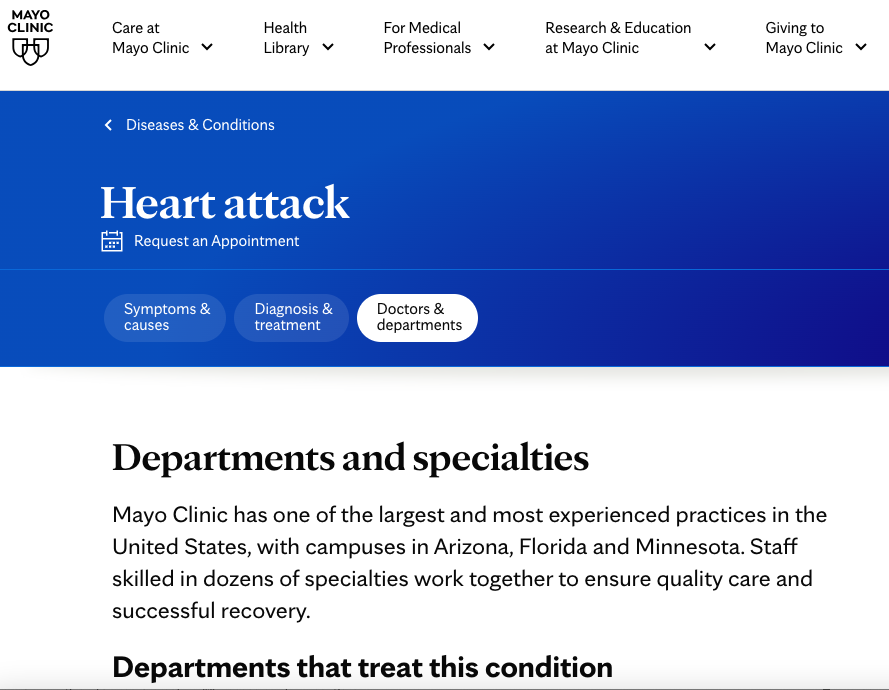 MAYO
CLINIC
Care at
Mayo Clinic
Health
Library
For Medical
Professionals
Research & Education
at Mayo Clinic
Giving to
Mayo Clinic
Diseases & Conditions
Heart attack
Request an Appointment
Symptoms &
causes
Diagnosis &
treatment
Doctors &
departments
Departments and specialties
Mayo Clinic has one of the largest and most experienced practices in the
United States, with campuses in Arizona, Florida and Minnesota. Staff
skilled in dozens of specialties work together to ensure quality care and
successful recovery.
Departments that treat this condition